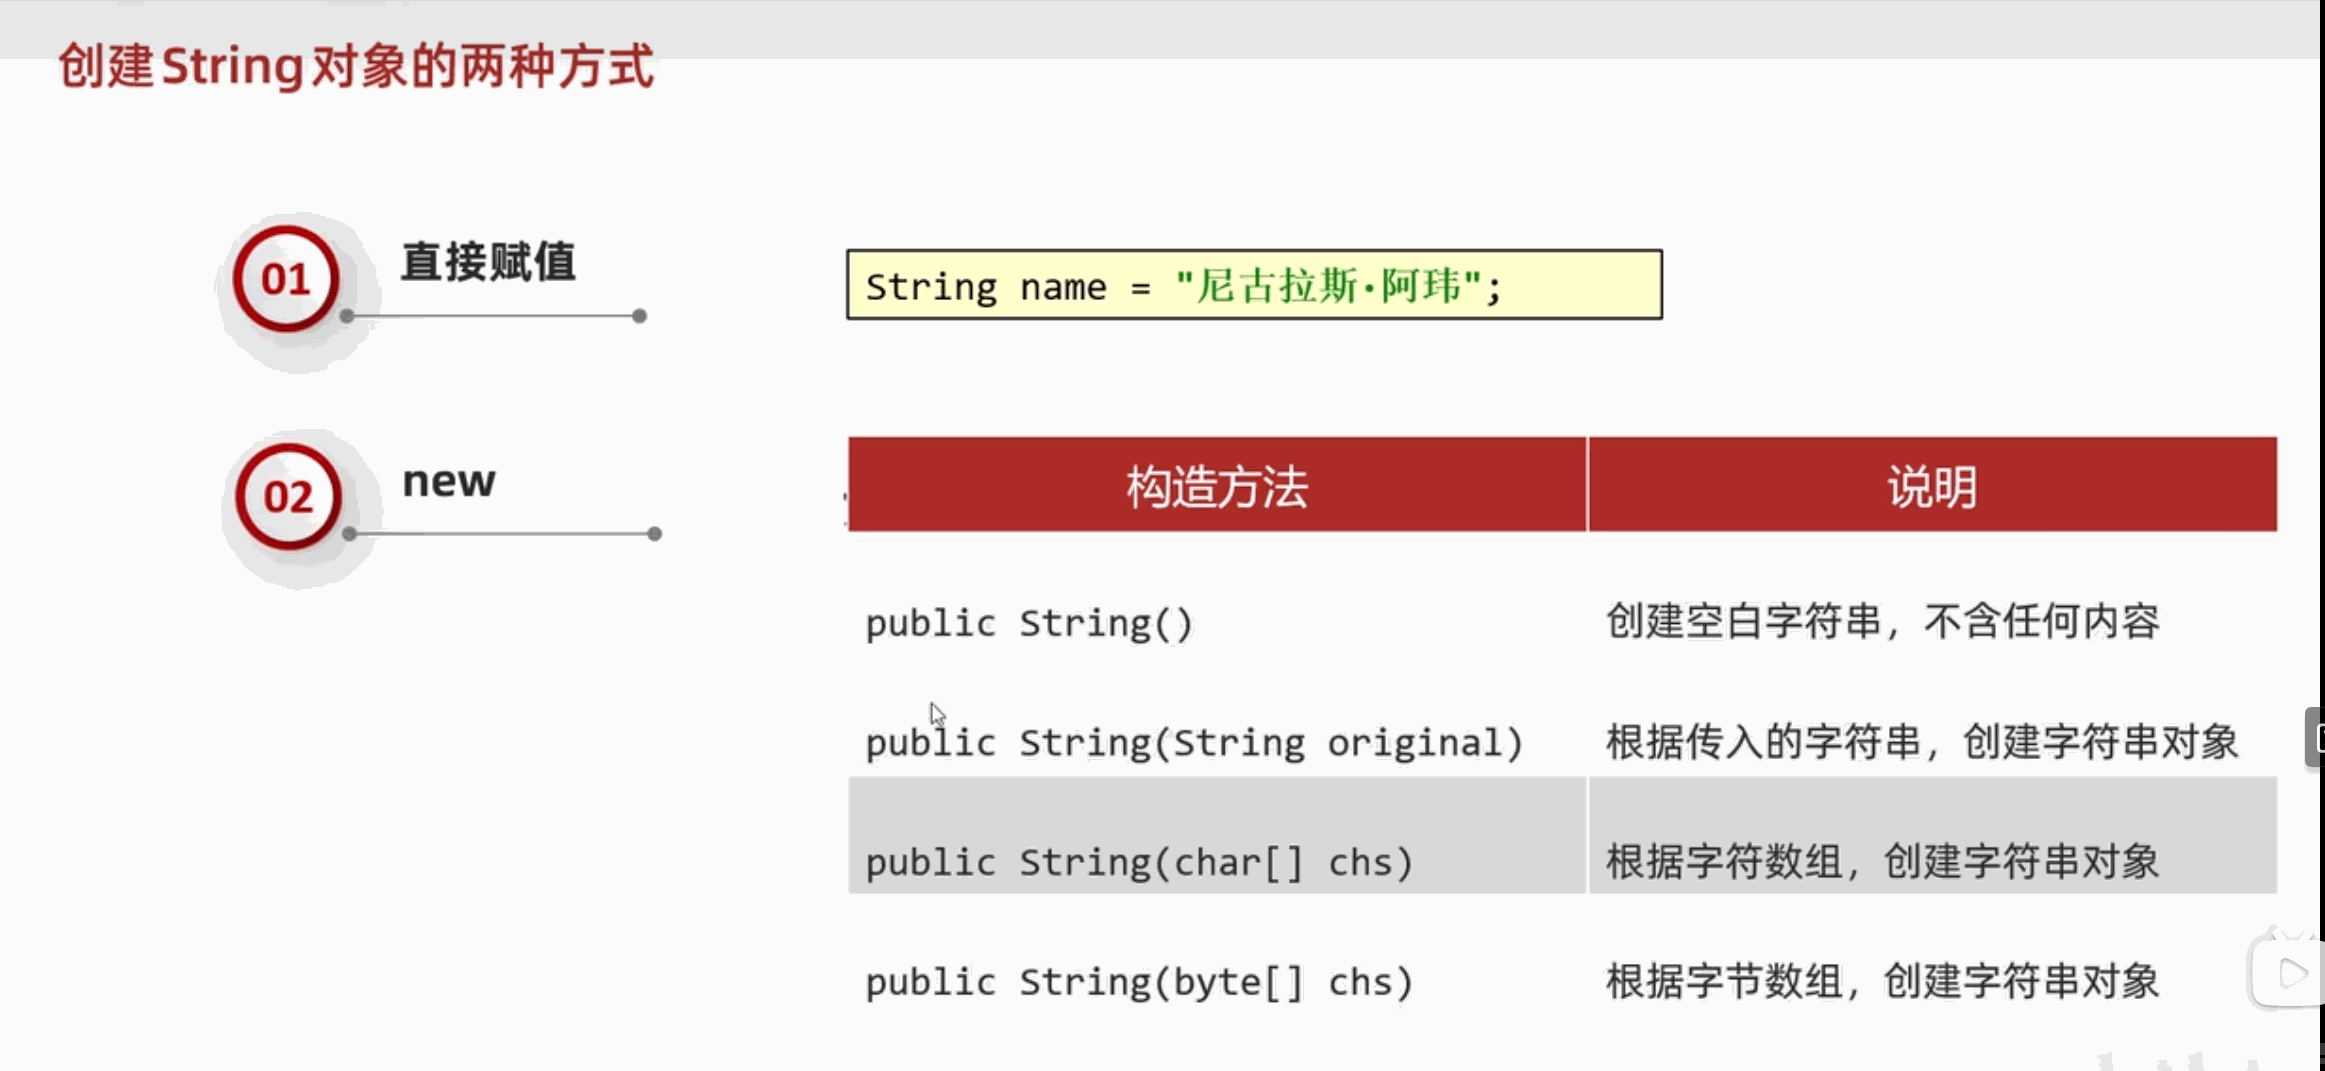 创建String对象的两种方式
01 直接赋值
String name = "尼古拉斯·阿玮";
02 new
构造方法 说明
public String() 创建空白字符串，不含任何内容
public String(String original) 根据传入的字符串，创建字符串对象
public String(char[] chs) 根据字符数组，创建字符串对象
public String(byte[] chs) 根据字节数组，创建字符串对象